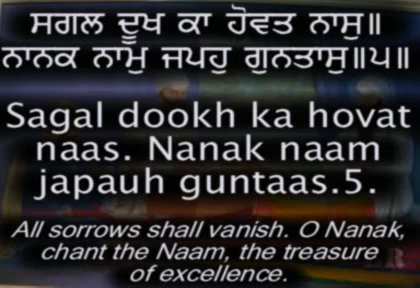 ਸਗਲ ਦੂਖ ਕਾ ਹੋਵਤ ਨਾਸੁ॥
ਨਾਨਕ ਨਾਮੁ ਜਪਹੁ ਗੁਨਤਾਸੁ॥੫॥
Sagal dookh ka hovat
naas. Nanak naam
japauh guntaas.5.
All sorrows shall vanish. O Nanak,
chant the Naam, the treasure
of excellence.